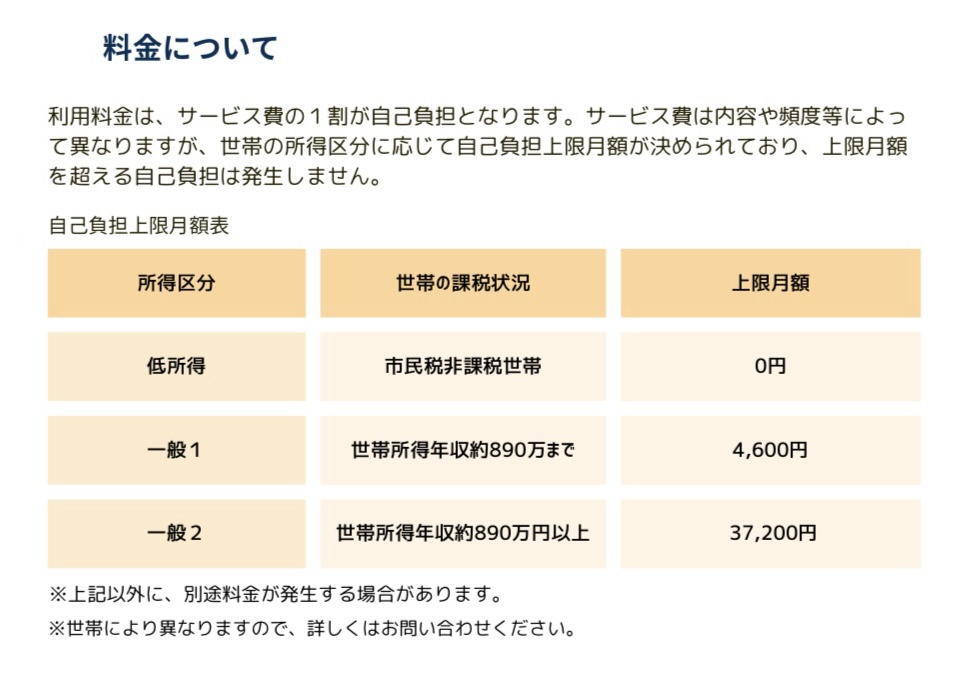 料金について
利用料金は、サービス費の１割が自己負担となります。サービス費は内容や頻度等によっ
て異なりますが、世帯の所得区分に応じて自己負担上限月額が決められており、上限月額
を超える自己負担は発生しません。
自己負担上限月額表
所得区分 世帯の課税状況 上限月額
低所得 市民税非課税世帯 0円
一般１ 世帯所得年収約890万まで 4,600円
一般２ 世帯所得年収約890万円以上 37,200円
※上記以外に、別途料金が発生する場合があります。
※世帯により異なりますので、詳しくはお問い合わせください。